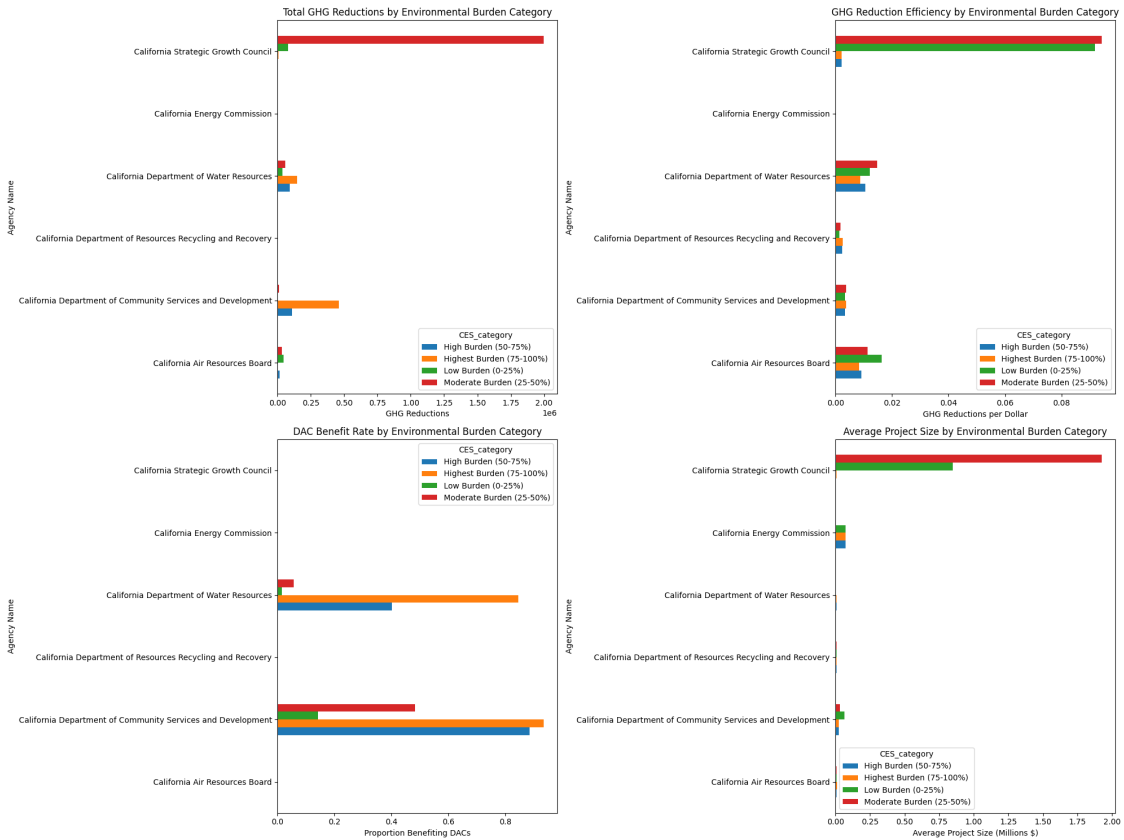 Total GHG Reductions by Environmental Burden Category
Agency Name
California Strategic Growth Council
California Energy Commission
California Department of Water Resources
California Department of Resources Recycling and Recovery
California Department of Community Services and Development
California Air Resources Board
CES_category
High Burden (50-75%)
Highest Burden (75-100%)
Low Burden (0-25%)
Moderate Burden (25-50%)
0.00 0.25 0.50 0.75 1.00 1.25 1.50 1.75 2.00
1e6
GHG Reductions
GHG Reduction Efficiency by Environmental Burden Category
Agency Name
California Strategic Growth Council
California Energy Commission
California Department of Water Resources
California Department of Resources Recycling and Recovery
California Department of Community Services and Development
California Air Resources Board
CES_category
High Burden (50-75%)
Highest Burden (75-100%)
Low Burden (0-25%)
Moderate Burden (25-50%)
0.00 0.02 0.04 0.06 0.08
GHG Reductions per Dollar
DAC Benefit Rate by Environmental Burden Category
CES_category
High Burden (50-75%)
Highest Burden (75-100%)
Low Burden (0-25%)
Moderate Burden (25-50%)
Agency Name
California Strategic Growth Council
California Energy Commission
California Department of Water Resources
California Department of Resources Recycling and Recovery
California Department of Community Services and Development
California Air Resources Board
0.0 0.2 0.4 0.6 0.8
Proportion Benefiting DACs
Average Project Size by Environmental Burden Category
Agency Name
California Strategic Growth Council
California Energy Commission
California Department of Water Resources
California Department of Resources Recycling and Recovery
California Department of Community Services and Development
California Air Resources Board
CES_category
High Burden (50-75%)
Highest Burden (75-100%)
Low Burden (0-25%)
Moderate Burden (25-50%)
0.00 0.25 0.50 0.75 1.00 1.25 1.50 1.75 2.00
Average Project Size (Millions $)